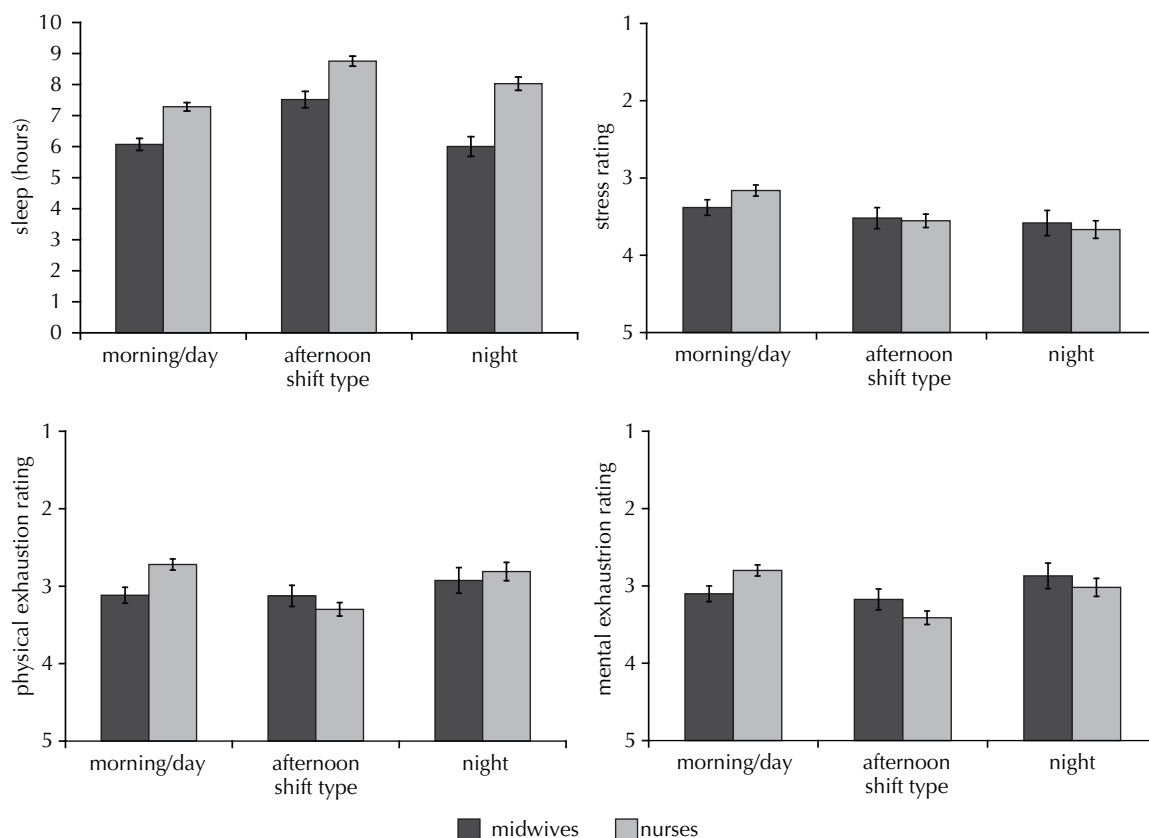 sleep (hours)
10
9
8
7
6
5
4
3
2
1
0
morning/day afternoon night
shift type
stress rating
1
2
3
4
5
morning/day afternoon night
shift type
physical exhaustion rating
1
2
3
4
5
morning/day afternoon night
shift type
mental exhaustrion rating
1
2
3
4
5
morning/day afternoon night
shift type
midwives nurses